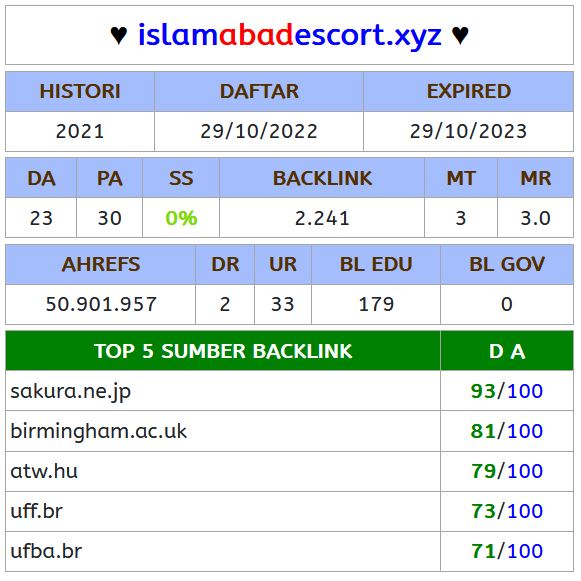 ♥ islamabadescort.xyz ♥
HISTORI DAFTAR EXPIRED
2021 29/10/2022 29/10/2023
DA PA SS BACKLINK MT MR
23 30 0% 2.241 3 3.0
AHREFS DR UR BL EDU BL GOV
50.901.957 2 33 179 0
TOP 5 SUMBER BACKLINK D A
sakura.ne.jp 93/100
birmingham.ac.uk 81/100
atw.hu 79/100
uff.br 73/100
ufba.br 71/100